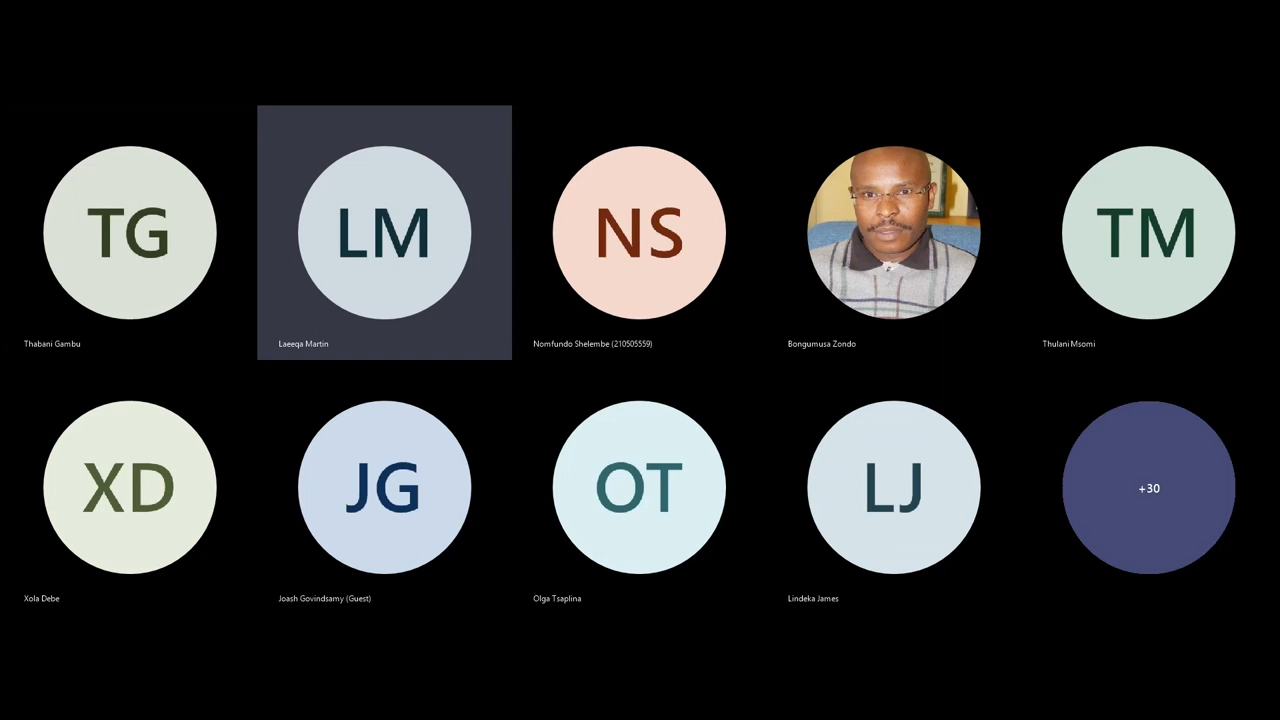 TG
LM
NS
TM
Thabani Gambu
Laeeqa Martin
Nomfundo Shelembe (210505559)
Bongumusa Zondo
Thulani Msomi
XD
JG
OT
LJ
+30
Xola Debe
Joash Govindsamy (Guest)
Olga Tsaplina
Lindeka James